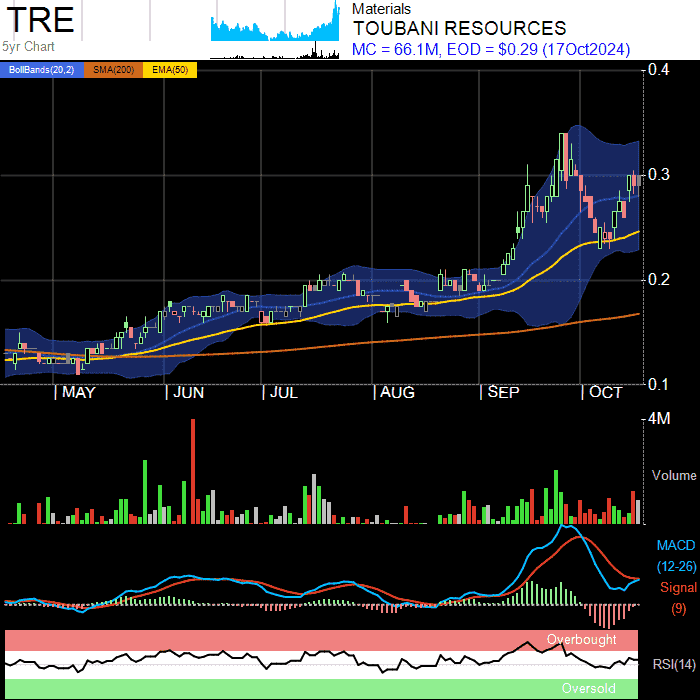 TRE
5yr Chart
Materials
TOUBANI RESOURCES
MC = 66.1M, EOD = $0.29 (17Oct2024)
BollBands(20,2) SMA(200) EMA(50)
0.4
0.3
0.2
0.1
MAY JUN JUL AUG SEP OCT
4M
Volume
MACD
(12-26)
Signal
(9)
Overbought
RSI(14)
Oversold